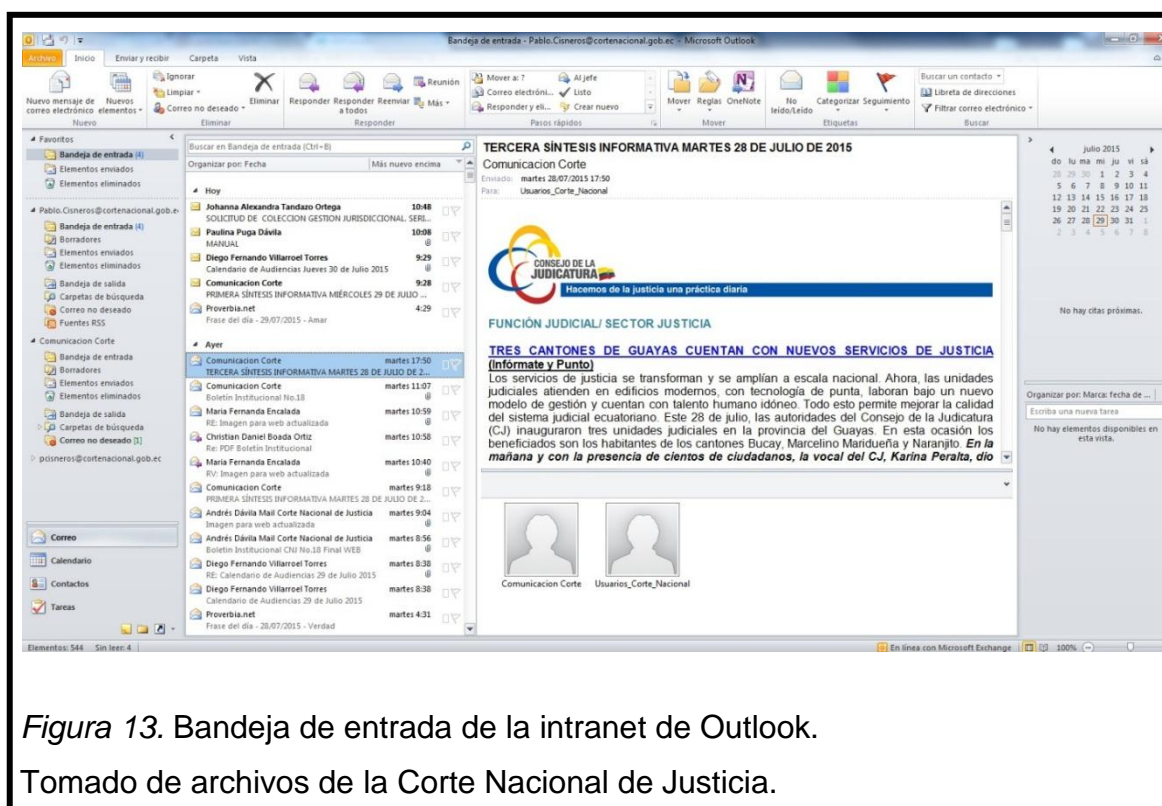 Bandeja de entrada - Pablo.Cisneros@cortenacional.gob.ec - Microsoft Outlook
Archivo Inicio Enviar y recibir Carpeta Vista
Nuevo mensaje de correo electrónico
Nuevos elementos
Nuevo
Ignorar
Limpiar
Correo no deseado
Eliminar
Eliminar
Responder
Responder a todos
Reenviar
Reunión
Más
Responder
Mover a: ?
Correo electróni...
Responder y eli...
Al jefe
Listo
Crear nuevo
Pasos rápidos
Mover
Reglas
OneNote
Mover
No leído/Leído
Categorizar
Seguimiento
Etiquetas
Buscar un contacto
Libreta de direcciones
Filtrar correo electrónico
Buscar
Favoritos
Bandeja de entrada (4)
Elementos enviados
Elementos eliminados
Pablo.Cisneros@cortenacional.gob.e
Bandeja de entrada (4)
Borradores
Elementos enviados
Elementos eliminados
Bandeja de salida
Carpetas de búsqueda
Correo no deseado
Fuentes RSS
Comunicacion Corte
Bandeja de entrada
Borradores
Elementos enviados
Elementos eliminados
Bandeja de salida
Carpetas de búsqueda
Correo no deseado [1]
pcisneros@cortenacional.gob.ec
Correo
Calendario
Contactos
Tareas
Buscar en Bandeja de entrada (Ctrl+B)
Organizar por: Fecha Más nuevo encima
Hoy
Johanna Alexandra Tandazo Ortega 10:48
SOLICITUD DE COLECCION GESTION JURISDICCIONAL. SERI...
Paulina Puga Dávila 10:08
MANUAL
Diego Fernando Villarroel Torres 9:29
Calendario de Audiencias Jueves 30 de Julio 2015
Comunicacion Corte 9:28
PRIMERA SÍNTESIS INFORMATIVA MIÉRCOLES 29 DE JULIO ...
Proverbia.net 4:29
Frase del día - 29/07/2015 - Amar
Ayer
Comunicacion Corte martes 17:50
TERCERA SÍNTESIS INFORMATIVA MARTES 28 DE JULIO DE 2...
Comunicacion Corte martes 11:07
Boletín Institucional No.18
Maria Fernanda Encalada martes 10:59
RE: Imagen para web actualizada
Christian Daniel Boada Ortiz martes 10:58
Re: PDF Boletín Institucional
Maria Fernanda Encalada martes 10:40
RV: Imagen para web actualizada
Comunicacion Corte martes 9:18
PRIMERA SÍNTESIS INFORMATIVA MARTES 28 DE JULIO DE 2...
Andrés Dávila Mail Corte Nacional de Justicia martes 9:04
Imagen para web actualizada
Andrés Dávila Mail Corte Nacional de Justicia martes 8:56
Boletin Institucional CNJ No.18 Final WEB
Diego Fernando Villarroel Torres martes 8:38
RE: Calendario de Audiencias 29 de Julio 2015
Diego Fernando Villarroel Torres martes 8:38
Calendario de Audiencias 29 de Julio 2015
Proverbia.net martes 4:31
Frase del día - 28/07/2015 - Verdad
TERCERA SÍNTESIS INFORMATIVA MARTES 28 DE JULIO DE 2015
Comunicacion Corte
Enviado: martes 28/07/2015 17:50
Para: Usuarios_Corte_Nacional
CONSEJO DE LA
JUDICATURA
Hacemos de la justicia una práctica diaria
FUNCIÓN JUDICIAL/ SECTOR JUSTICIA
TRES CANTONES DE GUAYAS CUENTAN CON NUEVOS SERVICIOS DE JUSTICIA
(Infórmate y Punto)
Los servicios de justicia se transforman y se amplían a escala nacional. Ahora, las unidades
judiciales atienden en edificios modernos, con tecnología de punta, laboran bajo un nuevo
modelo de gestión y cuentan con talento humano idóneo. Todo esto permite mejorar la calidad
del sistema judicial ecuatoriano. Este 28 de julio, las autoridades del Consejo de la Judicatura
(CJ) inauguraron tres unidades judiciales en la provincia del Guayas. En esta ocasión los
beneficiados son los habitantes de los cantones Bucay, Marcelino Maridueña y Naranjito. En la
mañana y con la presencia de cientos de ciudadanos, la vocal del CJ, Karina Peralta, dio
Comunicacion Corte
Usuarios_Corte_Nacional
julio 2015
do lu ma mi ju vi sá
28 29 30 1 2 3 4
5 6 7 8 9 10 11
12 13 14 15 16 17 18
19 20 21 22 23 24 25
26 27 28 29 30 31 1
2 3 4 5 6 7 8
No hay citas próximas.
Organizar por: Marca: fecha de ...
Escriba una nueva tarea
No hay elementos disponibles en
esta vista.
Elementos: 544 Sin leer: 4
En línea con Microsoft Exchange
100%
Figura 13. Bandeja de entrada de la intranet de Outlook.
Tomado de archivos de la Corte Nacional de Justicia.